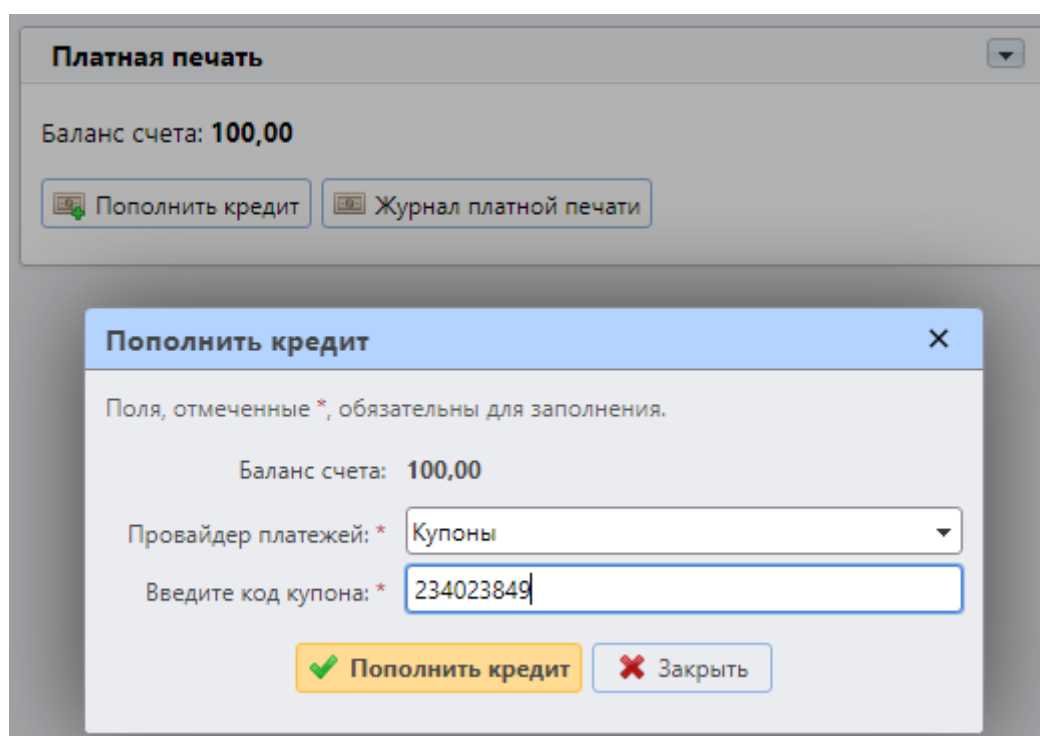 Платная печать
Баланс счета: 100,00
Пополнить кредит Журнал платной печати
Пополнить кредит
Поля, отмеченные *, обязательны для заполнения.
Баланс счета: 100,00
Провайдер платежей: * Купоны
Введите код купона: * 234023849
Пополнить кредит Закрыть